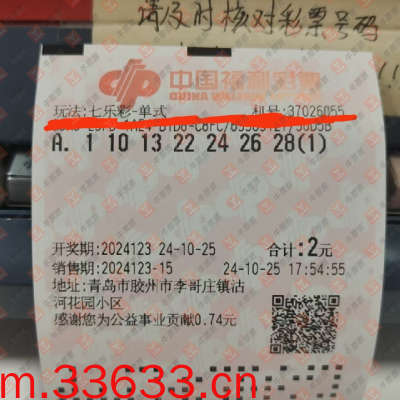 请及时核对彩票号码
中国福利彩票
CHINA WELFARE
玩法:七乐彩-单式 机号:37026055
A. 1 10 13 22 24 26 28(1)
开奖期:2024123 24-10-25 合计:2元
销售期:2024123-15 24-10-25 17:54:55
地址:青岛市胶州市李哥庄镇沽
河花园小区
感谢您为公益事业贡献0.74元
m.33633.cn